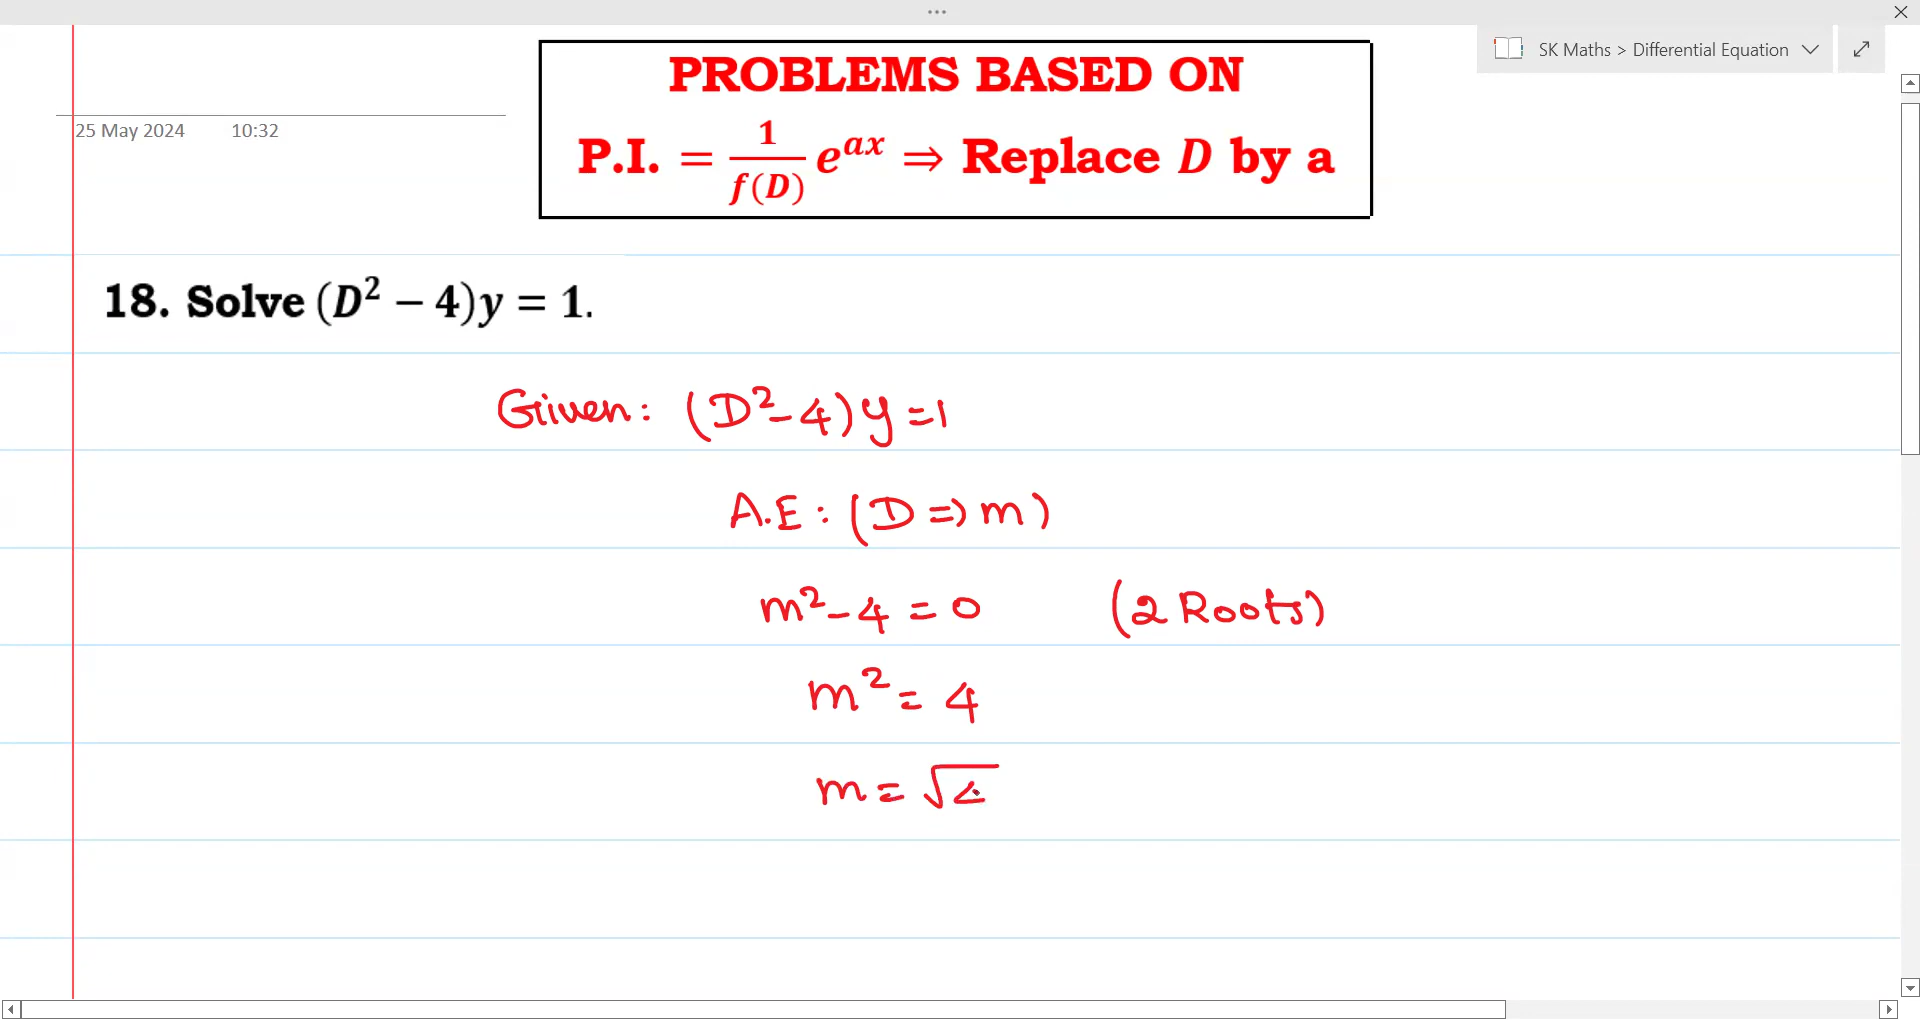 SK Maths > Differential Equation
PROBLEMS BASED ON
P.I. = 1/f(D) e^{ax} ⇒ Replace D by a
25 May 2024 10:32
18. Solve (D² − 4)y = 1.
Given: (D² - 4) y = 1
A.E : (D => m)
m² - 4 = 0 (2 Roots)
m² = 4
m = √4